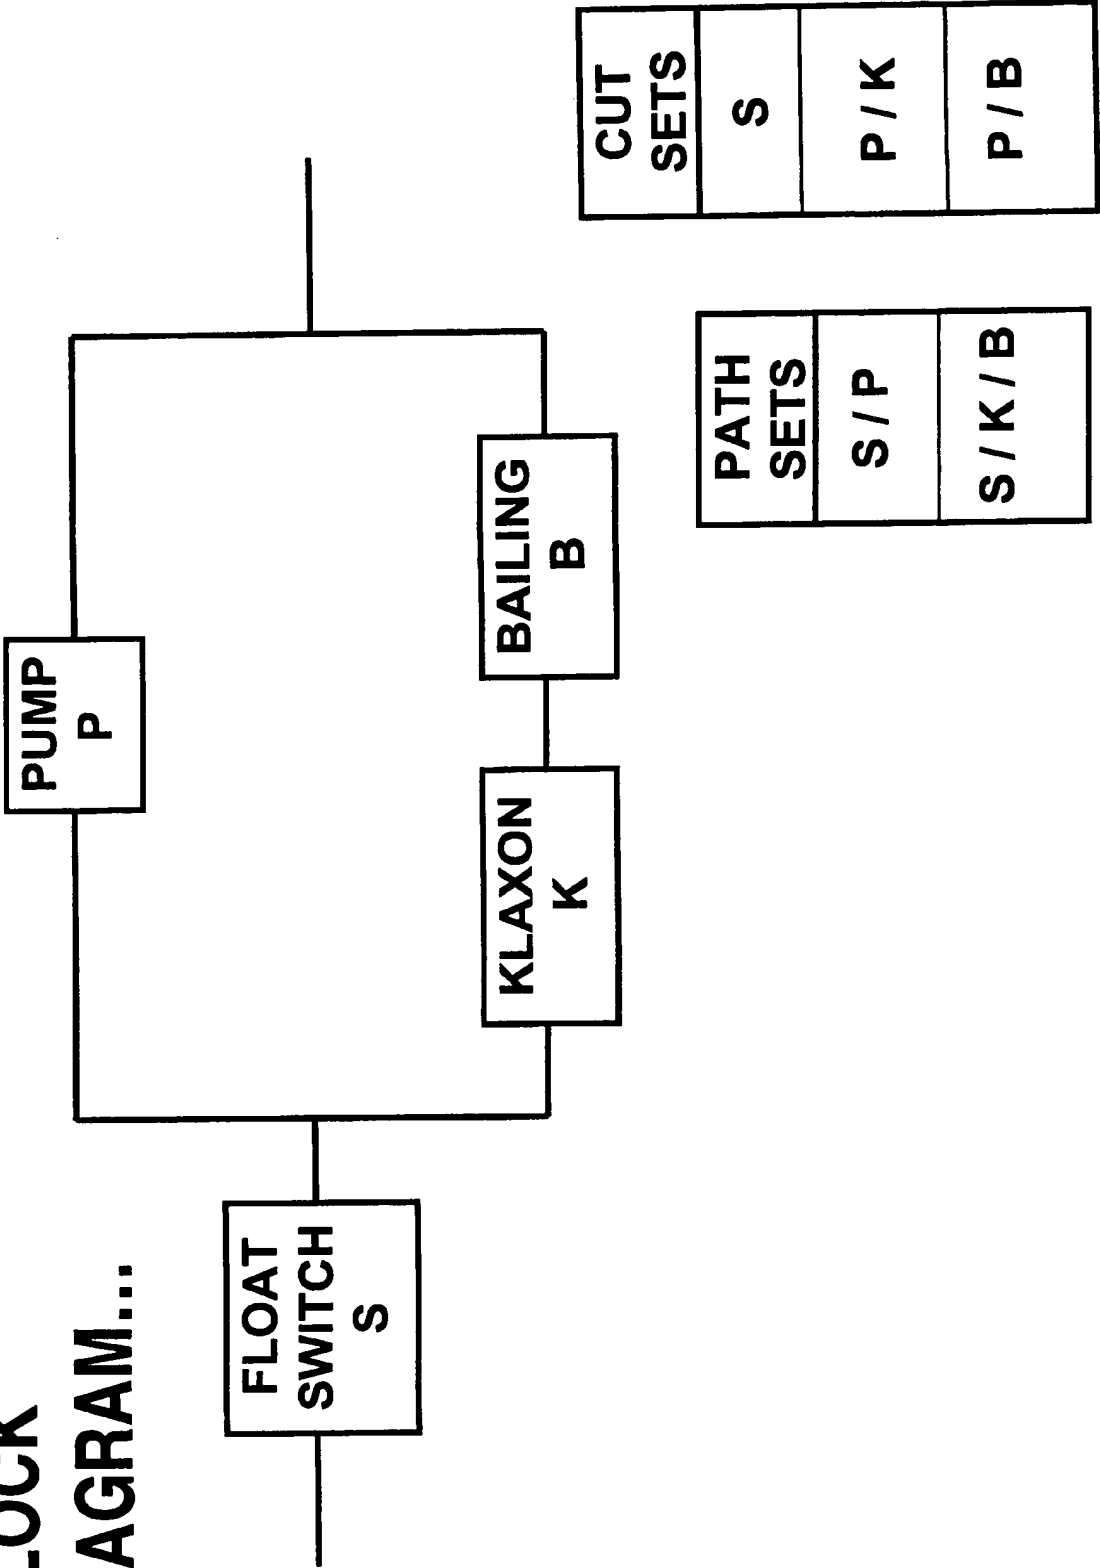 LOCK
AGRAM...
PUMP
P
FLOAT
SWITCH
S
KLAXON
K
BAILING
B
PATH
SETS
S / P
S / K / B
CUT
SETS
S
P / K
P / B